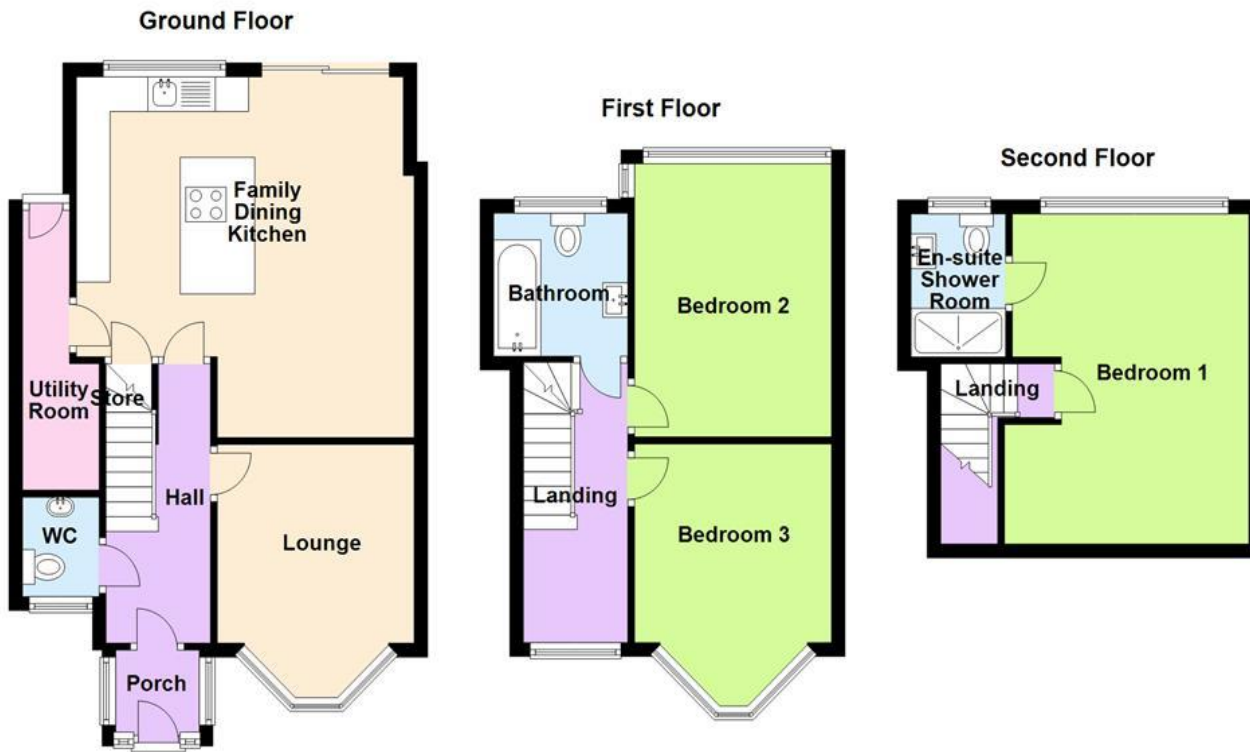 Ground Floor
Family
Dining
Kitchen
Utility
Room
Store
Hall
WC
Lounge
Porch
First Floor
Bathroom
Bedroom 2
Landing
Bedroom 3
Second Floor
En-suite
Shower
Room
Landing
Bedroom 1